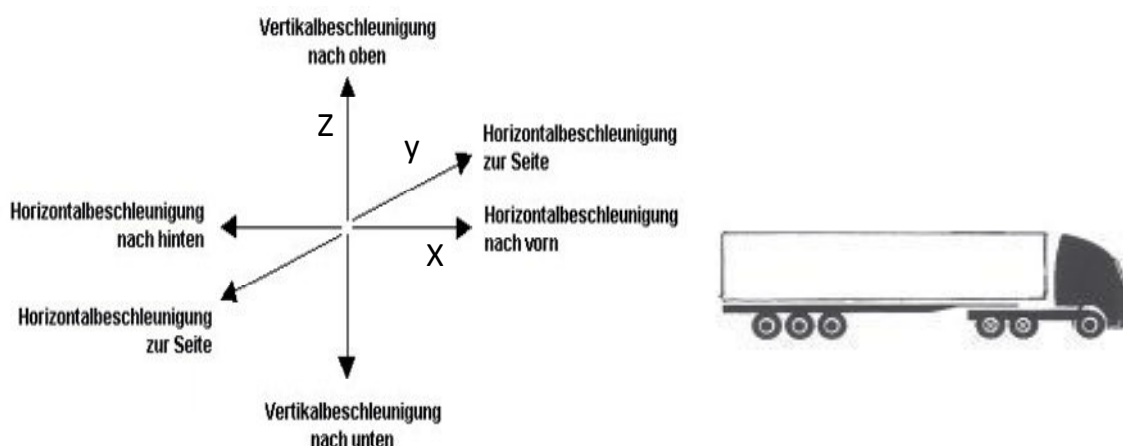 Vertikalbeschleunigung
nach oben
Z
y
Horizontalbeschleunigung
zur Seite
Horizontalbeschleunigung
nach hinten
Horizontalbeschleunigung
nach vorn
X
Horizontalbeschleunigung
zur Seite
Vertikalbeschleunigung
nach unten